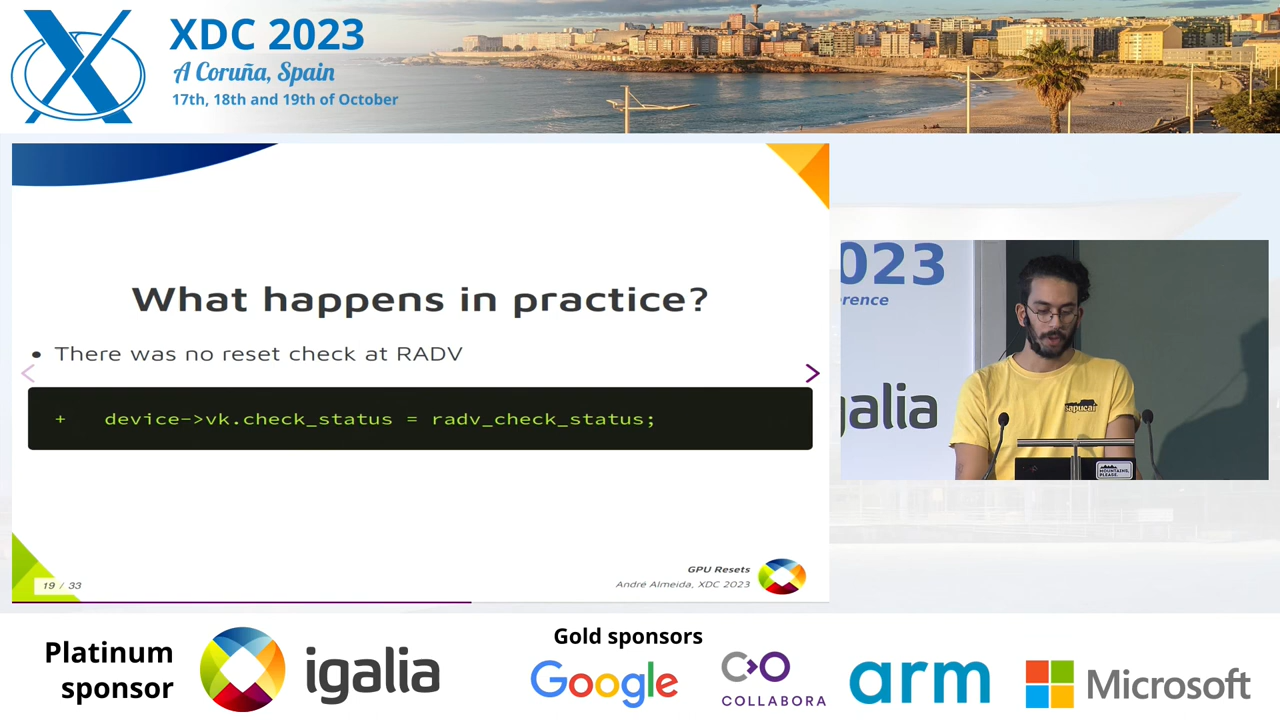 XDC 2023
A Coruña, Spain
17th, 18th and 19th of October
What happens in practice?
• There was no reset check at RADV
+ device->vk.check_status = radv_check_status;
19 / 33
GPU Resets
André Almeida, XDC 2023
023
erence
galia
sapucai
MOUNTAINS,
PLEASE.
Platinum
sponsor
igalia
Gold sponsors
Google
COLLABORA
arm
Microsoft